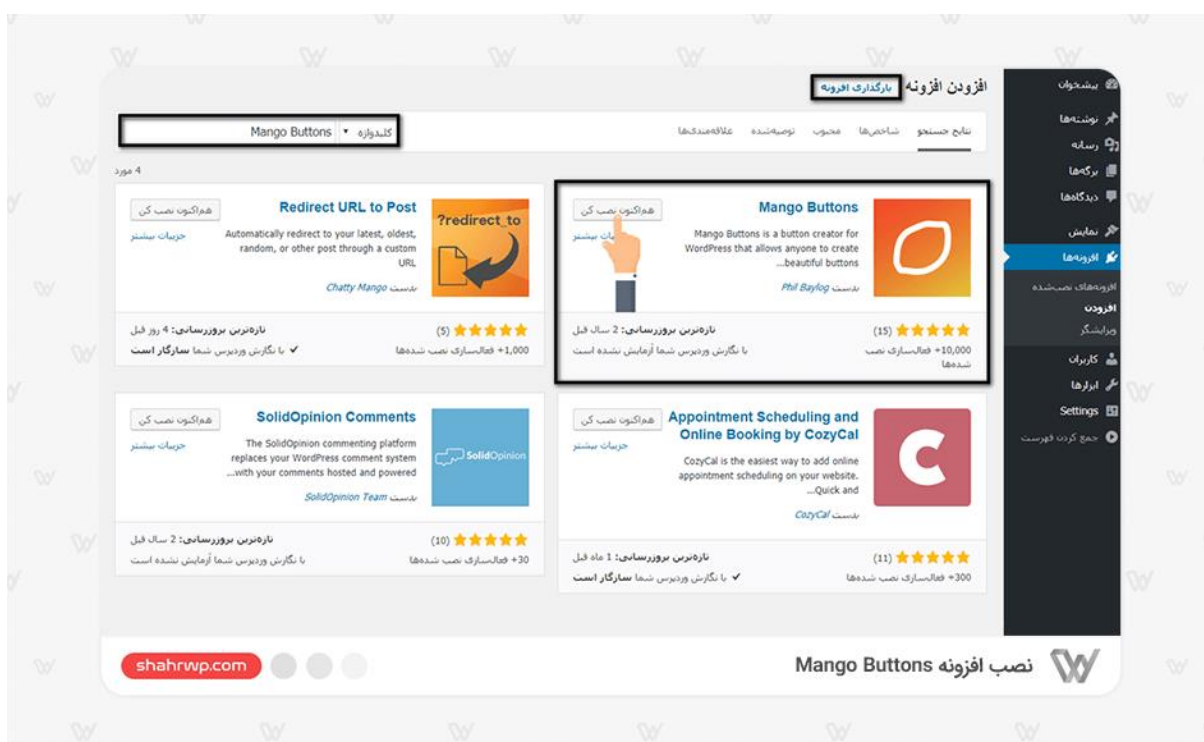 افزودن افزونه بارگذاری افزونه
نتایج جستجو شاخص‌ها محبوب توصیه‌شده علاقه‌مندی‌ها
کلیدواژه Mango Buttons
4 مورد
Mango Buttons
هم‌اکنون نصب کن
Mango Buttons is a button creator for
WordPress that allows anyone to create
...beautiful buttons
بدست Phil Baylog
(15)
تازه‌ترین بروزرسانی: 2 سال قبل
10,000+ فعال‌سازی نصب
شده‌ها
با نگارش وردپرس شما آزمایش نشده است
Redirect URL to Post
هم‌اکنون نصب کن
جزییات بیشتر
?redirect_to
Automatically redirect to your latest, oldest,
random, or other post through a custom
URL
بدست Chatty Mango
(5)
تازه‌ترین بروزرسانی: 4 روز قبل
1,000+ فعال‌سازی نصب شده‌ها
✔ با نگارش وردپرس شما سازگار است
Appointment Scheduling and
Online Booking by CozyCal
هم‌اکنون نصب کن
جزییات بیشتر
CozyCal is the easiest way to add online
appointment scheduling on your website.
...Quick and
بدست CozyCal
(11)
تازه‌ترین بروزرسانی: 1 ماه قبل
300+ فعال‌سازی نصب شده‌ها
✔ با نگارش وردپرس شما سازگار است
SolidOpinion Comments
هم‌اکنون نصب کن
جزییات بیشتر
SolidOpinion
The SolidOpinion commenting platform
replaces your WordPress comment system
...with your comments hosted and powered
بدست SolidOpinion Team
(10)
تازه‌ترین بروزرسانی: 2 سال قبل
30+ فعال‌سازی نصب شده‌ها
با نگارش وردپرس شما آزمایش نشده است
پیشخوان
نوشته‌ها
رسانه
برگه‌ها
دیدگاه‌ها
نمایش
افزونه‌ها
افزونه‌های نصب‌شده
افزودن
ویرایشگر
کاربران
ابزارها
Settings
جمع کردن فهرست
نصب افزونه Mango Buttons
shahrwp.com